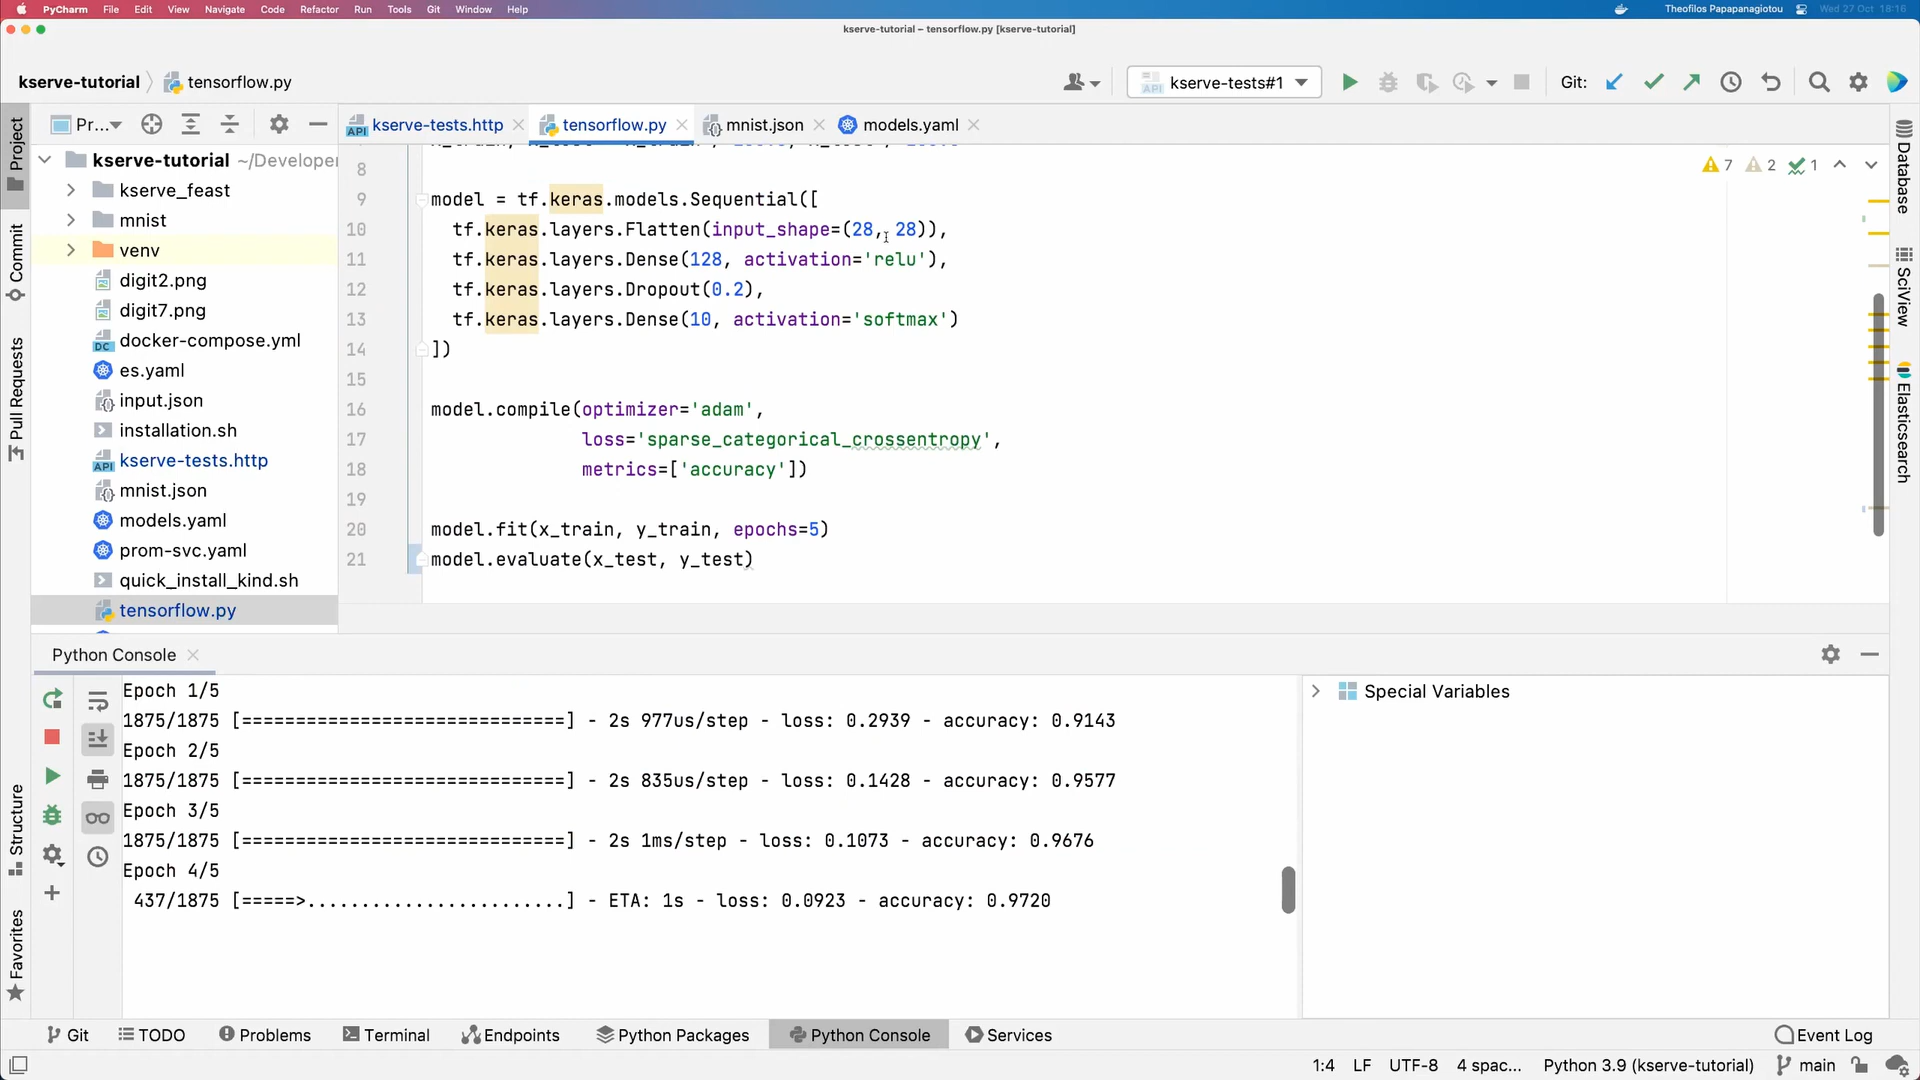 PyCharm File Edit View Navigate Code Refactor Run Tools Git Window Help Theofilos Papapanagiotou Wed 27 Oct 18:16
kserve-tutorial – tensorflow.py [kserve-tutorial]
kserve-tutorial tensorflow.py API kserve-tests#1 Git:
Project
Commit
Pull Requests
Structure
Favorites
Pr...
kserve-tutorial ~/Developer
kserve_feast
mnist
venv
digit2.png
digit7.png
DC docker-compose.yml
es.yaml
input.json
installation.sh
API kserve-tests.http
mnist.json
models.yaml
prom-svc.yaml
quick_install_kind.sh
tensorflow.py
API kserve-tests.http tensorflow.py mnist.json models.yaml
7 2 1
8
9 model = tf.keras.models.Sequential([
10 tf.keras.layers.Flatten(input_shape=(28, 28)),
11 tf.keras.layers.Dense(128, activation='relu'),
12 tf.keras.layers.Dropout(0.2),
13 tf.keras.layers.Dense(10, activation='softmax')
14 ])
15
16 model.compile(optimizer='adam',
17 loss='sparse_categorical_crossentropy',
18 metrics=['accuracy'])
19
20 model.fit(x_train, y_train, epochs=5)
21 model.evaluate(x_test, y_test)
Database
SciView
Elasticsearch
Python Console
Epoch 1/5
1875/1875 [==============================] - 2s 977us/step - loss: 0.2939 - accuracy: 0.9143
Epoch 2/5
1875/1875 [==============================] - 2s 835us/step - loss: 0.1428 - accuracy: 0.9577
Epoch 3/5
1875/1875 [==============================] - 2s 1ms/step - loss: 0.1073 - accuracy: 0.9676
Epoch 4/5
437/1875 [=====>........................] - ETA: 1s - loss: 0.0923 - accuracy: 0.9720
Special Variables
Git TODO Problems Terminal Endpoints Python Packages Python Console Services Event Log
1:4 LF UTF-8 4 spac... Python 3.9 (kserve-tutorial) main